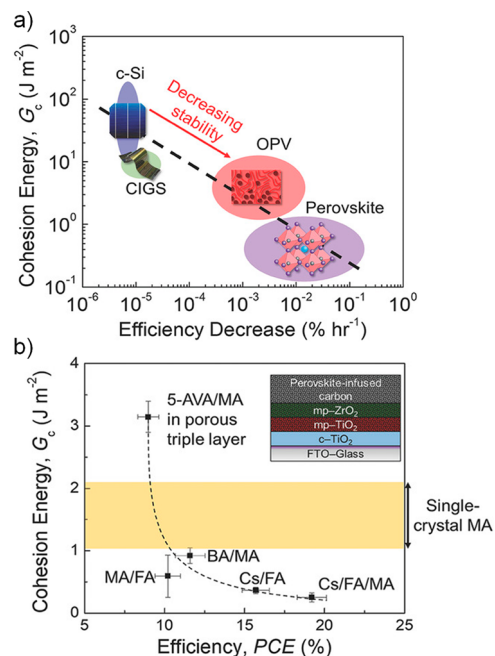 a)
Cohesion Energy, Gc (J m-2)
10³
10²
10¹
10⁰
10⁻¹
c-Si
CIGS
Decreasing
stability
OPV
Perovskite
10⁻⁶ 10⁻⁵ 10⁻⁴ 10⁻³ 10⁻² 10⁻¹ 10⁰
Efficiency Decrease (% hr⁻¹)
b)
Cohesion Energy, Gc (J m-2)
4
3
2
1
0
5-AVA/MA
in porous
triple layer
Perovskite-infused
carbon
mp–ZrO₂
mp–TiO₂
c–TiO₂
FTO–Glass
Single-
crystal MA
MA/FA
BA/MA
Cs/FA
Cs/FA/MA
5 10 15 20 25
Efficiency, PCE (%)